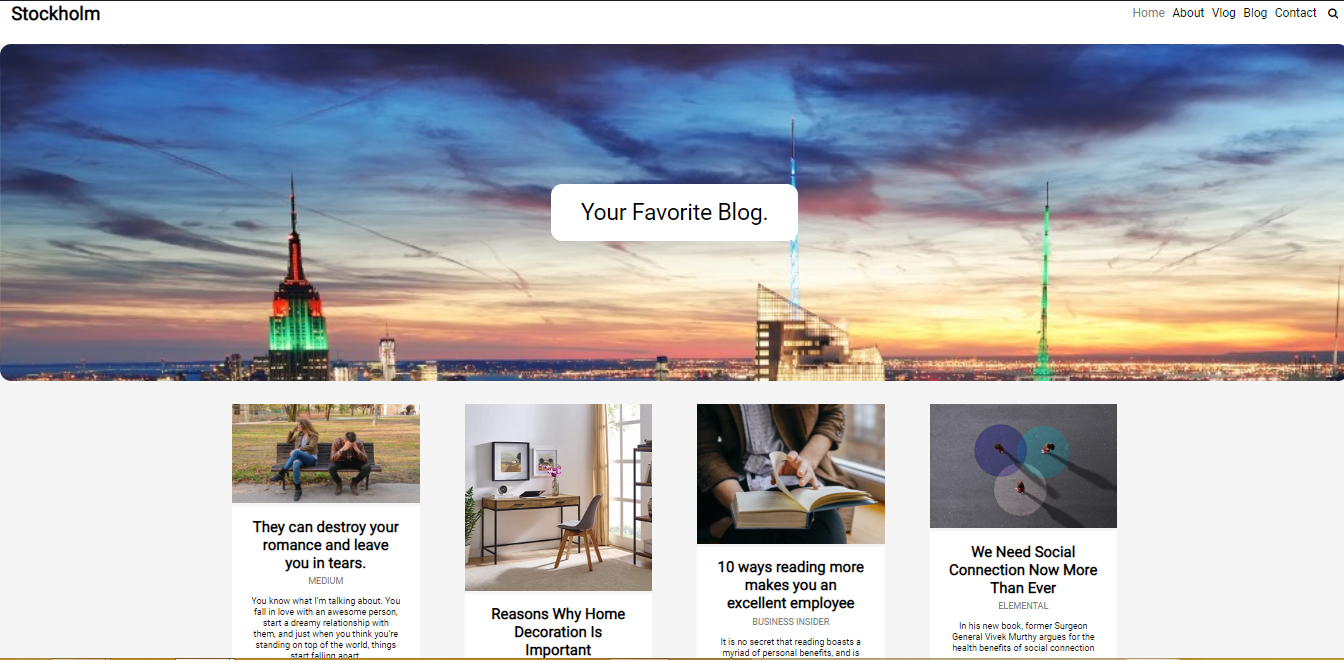 Stockholm
Home About Vlog Blog Contact
Your Favorite Blog.
They can destroy your
romance and leave
you in tears.
MEDIUM
You know what I'm talking about. You
fall in love with an awesome person,
start a dreamy relationship with
them, and just when you think you're
standing on top of the world, things
start falling apart
Reasons Why Home
Decoration Is
Important
10 ways reading more
makes you an
excellent employee
BUSINESS INSIDER
It is no secret that reading boasts a
myriad of personal benefits, and is
We Need Social
Connection Now More
Than Ever
ELEMENTAL
In his new book, former Surgeon
General Vivek Murthy argues for the
health benefits of social connection